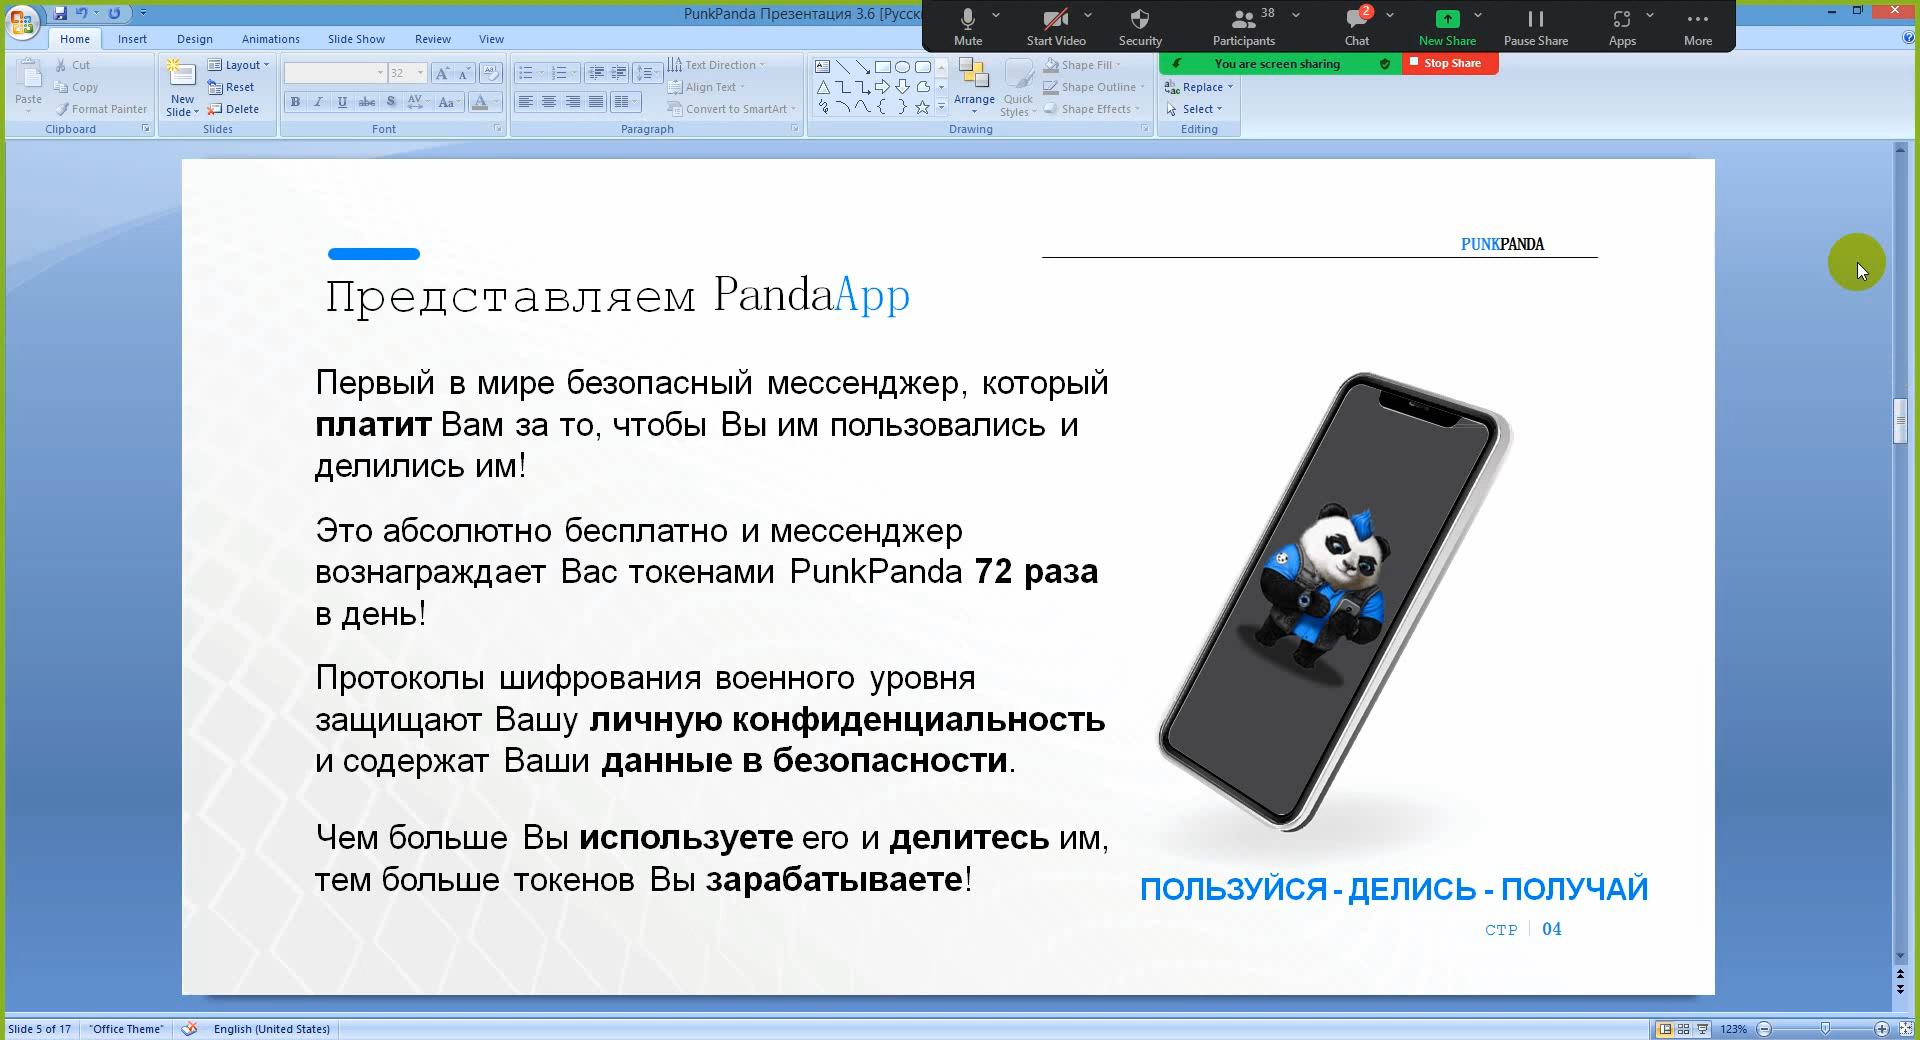 PunkPanda Презентация 3.6 [Русск
Mute
Start Video
Security
38
Participants
2
Chat
New Share
Pause Share
Apps
More
You are screen sharing
Stop Share
Home
Insert
Design
Animations
Slide Show
Review
View
Paste
Cut
Copy
Format Painter
Clipboard
New Slide
Layout
Reset
Delete
Slides
32
Font
Text Direction
Align Text
Convert to SmartArt
Paragraph
Arrange
Quick Styles
Shape Fill
Shape Outline
Shape Effects
Drawing
Replace
Select
Editing
PUNKPANDA
Представляем PandaApp
Первый в мире безопасный мессенджер, который
платит Вам за то, чтобы Вы им пользовались и
делились им!
Это абсолютно бесплатно и мессенджер
вознаграждает Вас токенами PunkPanda 72 раза
в день!
Протоколы шифрования военного уровня
защищают Вашу личную конфиденциальность
и содержат Ваши данные в безопасности.
Чем больше Вы используете его и делитесь им,
тем больше токенов Вы зарабатываете!
ПОЛЬЗУЙСЯ - ДЕЛИСЬ - ПОЛУЧАЙ
СТР | 04
Slide 5 of 17
"Office Theme"
English (United States)
123%